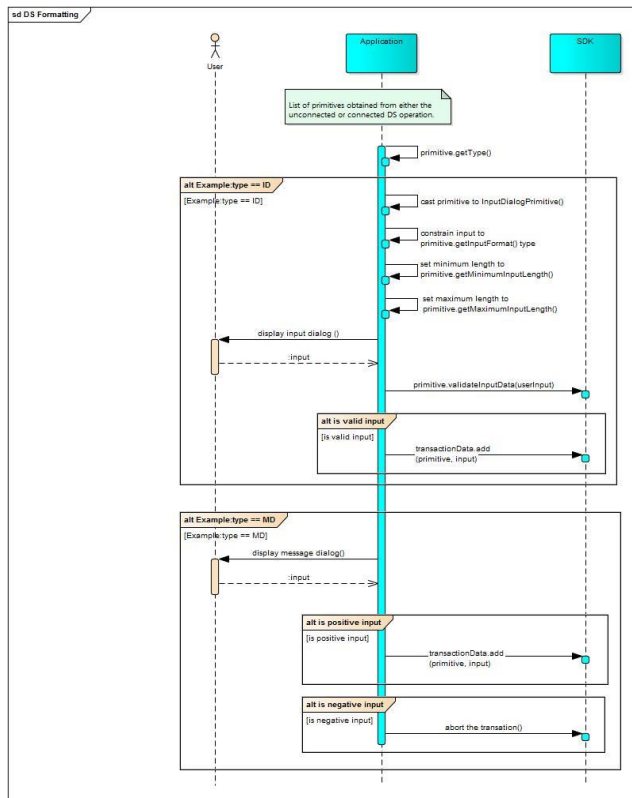 sd DS Formatting
User
Application
SDK
List of primitives obtained from either the
unconnected or connected DS operation.
primitive.getType()
alt Example:type == ID
[Example:type == ID]
cast primitive to InputDialogPrimitive()
constrain input to
primitive.getInputFormat() type
set minimum length to
primitive.getMinimumInputLength()
set maximum length to
primitive.getMaximumInputLength()
display input dialog ()
:input
primitive.validateInputData(userInput)
alt is valid input
[is valid input]
transactionData.add
(primitive, input)
alt Example:type == MD
[Example:type == MD]
display message dialog()
:input
alt is positive input
[is positive input]
transactionData.add
(primitive, input)
alt is negative input
[is negative input]
abort the transation()